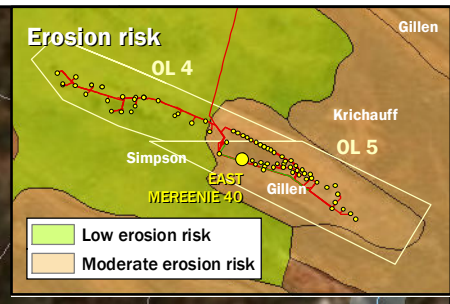 Erosion risk
Gillen
OL 4
Krichauff
OL 5
Simpson
EAST
MEREENIE 40
Gillen
Low erosion risk
Moderate erosion risk